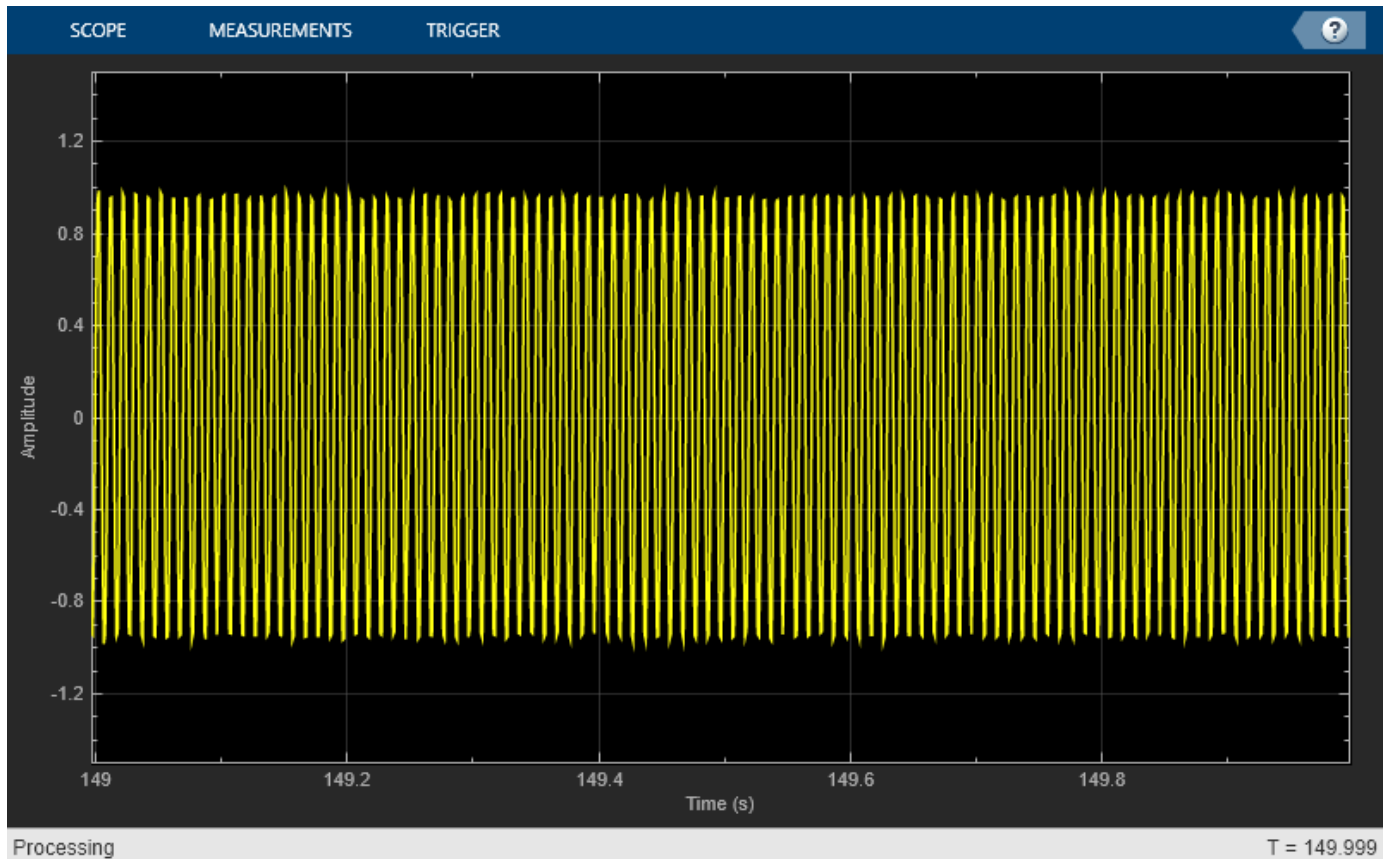 SCOPE MEASUREMENTS TRIGGER ?
1.2
0.8
0.4
0
-0.4
-0.8
-1.2
Amplitude
149 149.2 149.4 149.6 149.8
Time (s)
Processing T = 149.999